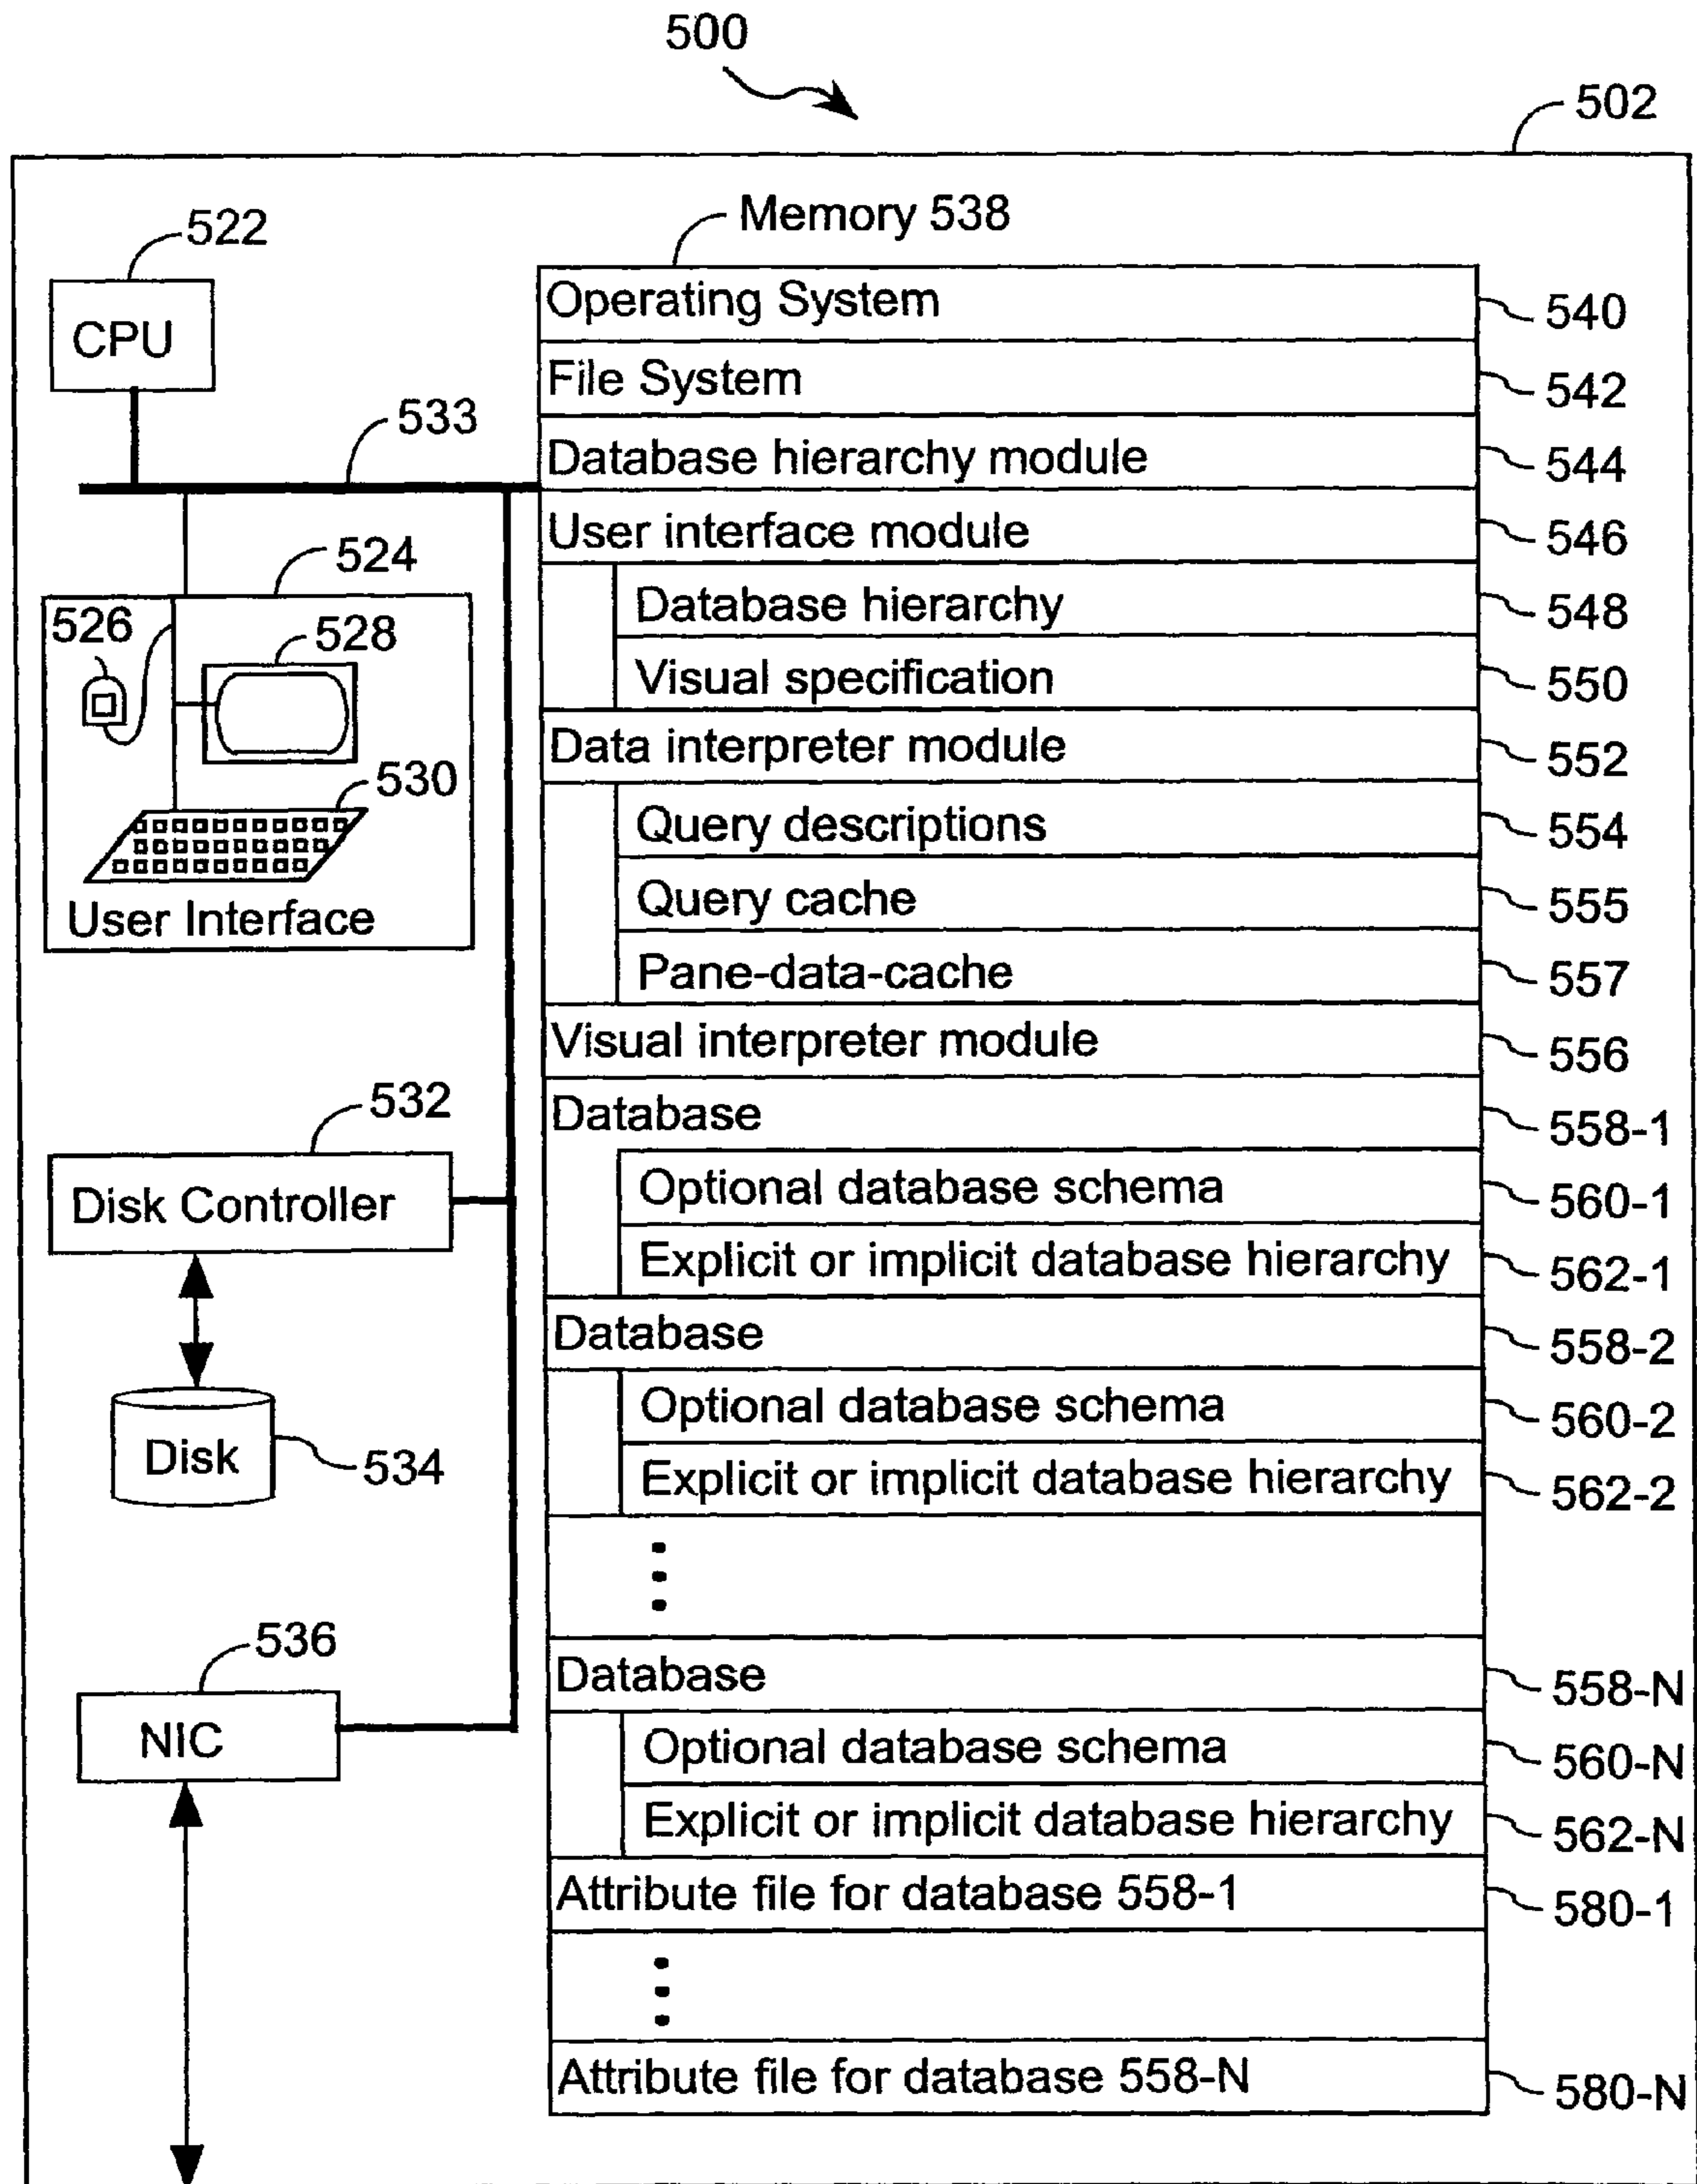 500
502
Memory 538
522
CPU
Operating System 540
File System 542
533
Database hierarchy module 544
User interface module 546
524
Database hierarchy 548
526
528
Visual specification 550
Data interpreter module 552
530
Query descriptions 554
Query cache 555
User Interface
Pane-data-cache 557
Visual interpreter module 556
532
Database 558-1
Disk Controller
Optional database schema 560-1
Explicit or implicit database hierarchy 562-1
Database 558-2
Optional database schema 560-2
Disk
534
Explicit or implicit database hierarchy 562-2
536
Database 558-N
NIC
Optional database schema 560-N
Explicit or implicit database hierarchy 562-N
Attribute file for database 558-1 580-1
Attribute file for database 558-N 580-N